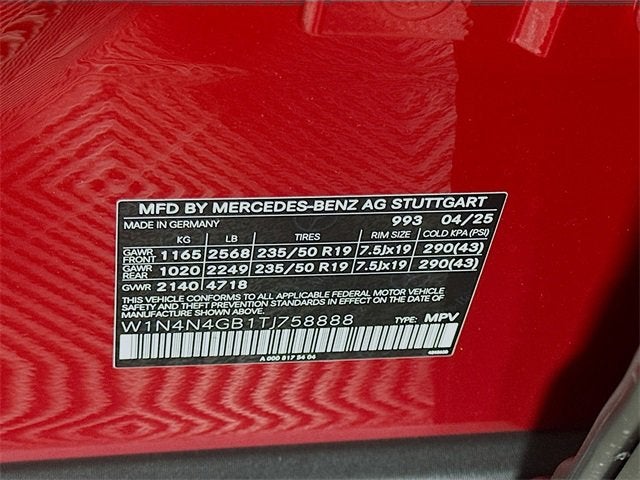 MFD BY MERCEDES-BENZ AG STUTTGART
MADE IN GERMANY 993 04/25
KG LB TIRES RIM SIZE COLD KPA (PSI)
GAWR FRONT 1165 2568 235/50 R19 7.5Jx19 290(43)
GAWR REAR 1020 2249 235/50 R19 7.5Jx19 290(43)
GVWR 2140 4718
THIS VEHICLE CONFORMS TO ALL APPLICABLE FEDERAL MOTOR VEHICLE
SAFETY AND THEFT PREVENTION STANDARDS IN EFFECT ON THE DATE OF
MANUFACTURE SHOWN ABOVE.
W1N4N4GB1TJ758888 TYPE: MPV
A 000 817 54 04